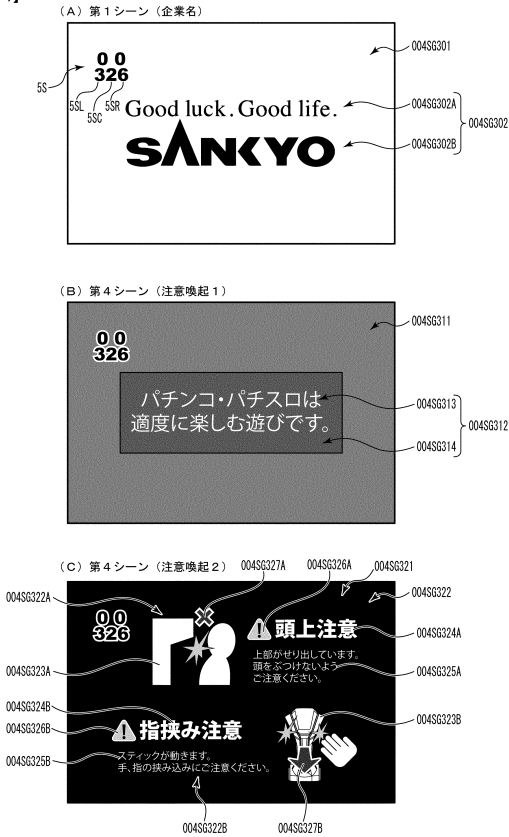 （Ａ）第１シーン（企業名）
004SG301
0 0
326
5S
5SL
5SC
5SR
Good luck. Good life.
004SG302A
004SG302
SANKYO
004SG302B
（Ｂ）第４シーン（注意喚起１）
004SG311
0 0
326
パチンコ・パチスロは
適度に楽しむ遊びです。
004SG313
004SG312
004SG314
（Ｃ）第４シーン（注意喚起２）
004SG327A
004SG326A
004SG321
004SG322A
004SG322
0 0
326
頭上注意
004SG324A
上部がせり出しています。
頭をぶつけないよう
ご注意ください。
004SG325A
004SG323A
004SG324B
004SG323B
004SG326B
指挟み注意
スティックが動きます。
手、指の挟み込みにご注意ください。
004SG325B
004SG322B
004SG327B